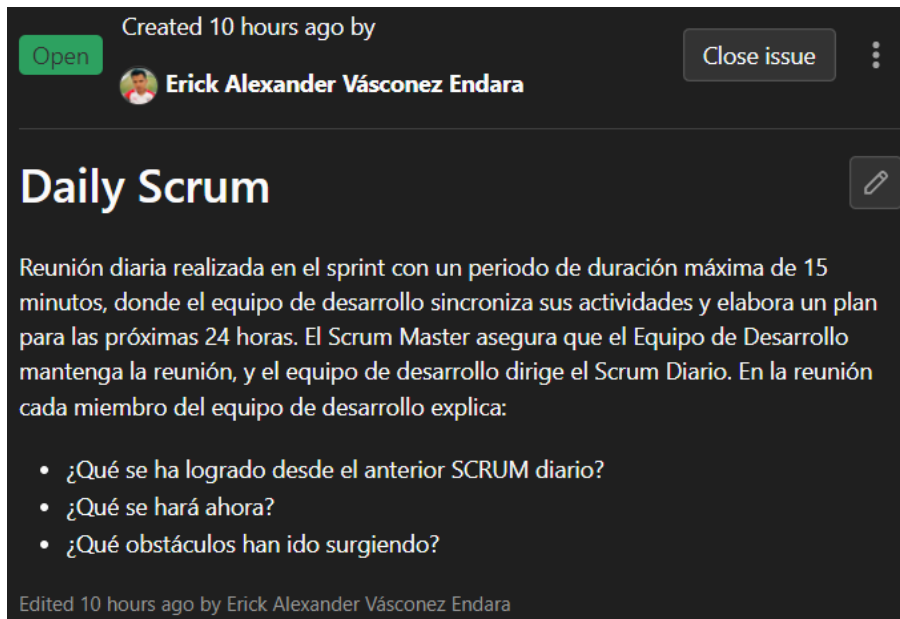 Created 10 hours ago by
Open
Close issue
Erick Alexander Vásconez Endara
Daily Scrum
Reunión diaria realizada en el sprint con un periodo de duración máxima de 15
minutos, donde el equipo de desarrollo sincroniza sus actividades y elabora un plan
para las próximas 24 horas. El Scrum Master asegura que el Equipo de Desarrollo
mantenga la reunión, y el equipo de desarrollo dirige el Scrum Diario. En la reunión
cada miembro del equipo de desarrollo explica:
• ¿Qué se ha logrado desde el anterior SCRUM diario?
• ¿Qué se hará ahora?
• ¿Qué obstáculos han ido surgiendo?
Edited 10 hours ago by Erick Alexander Vásconez Endara